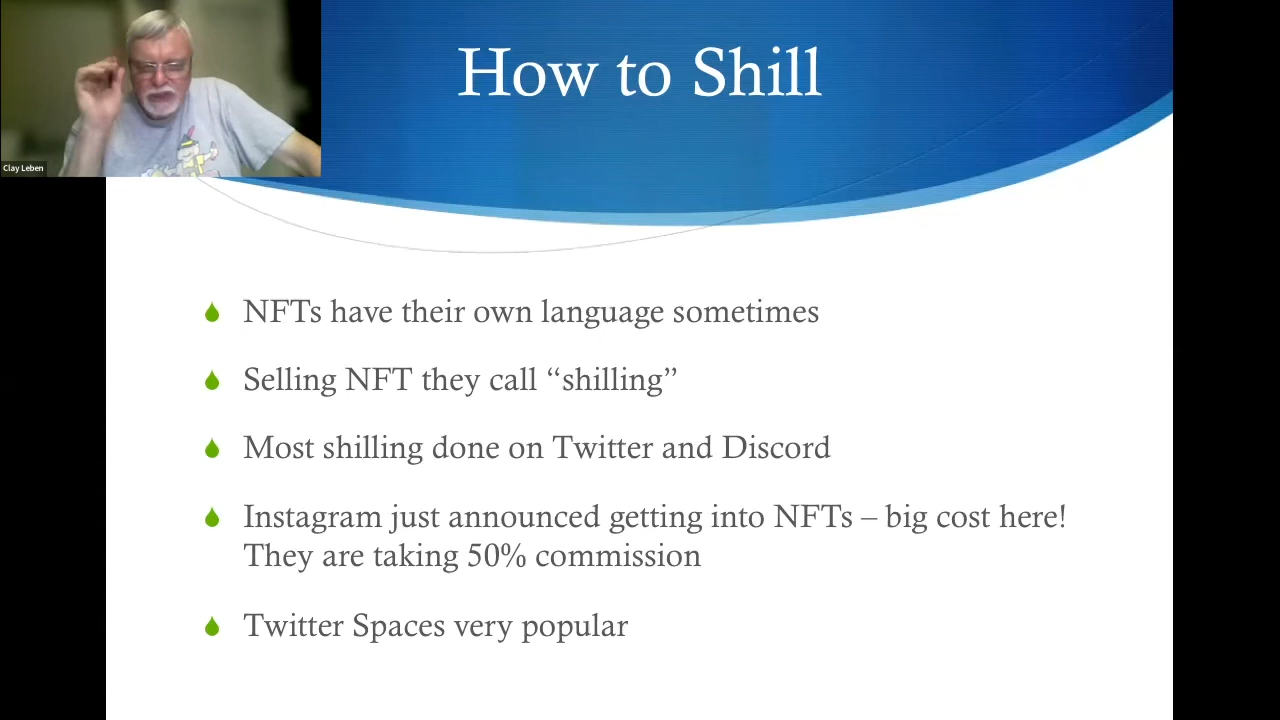 How to Shill
Clay Leben
NFTs have their own language sometimes
Selling NFT they call “shilling”
Most shilling done on Twitter and Discord
Instagram just announced getting into NFTs – big cost here!
They are taking 50% commission
Twitter Spaces very popular